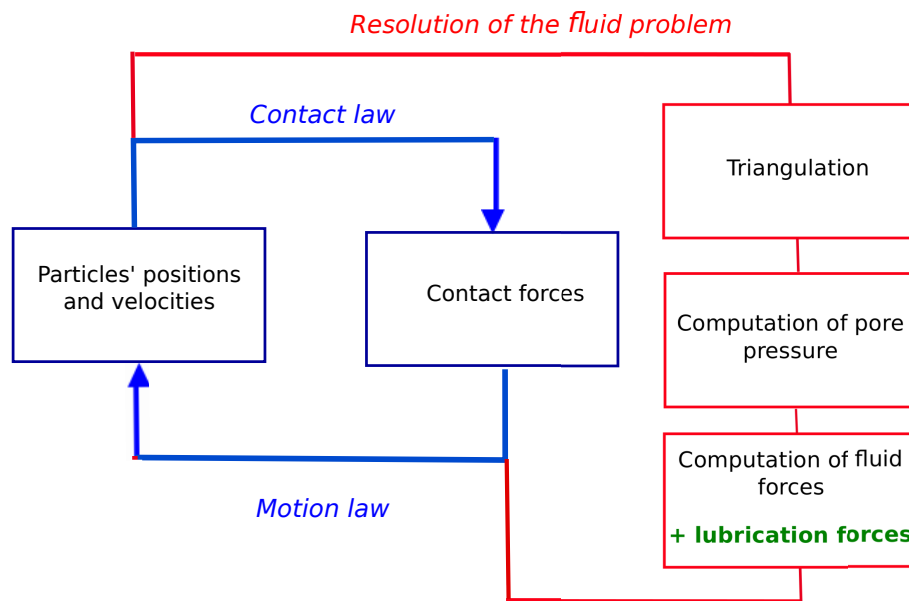 Resolution of the fluid problem
Contact law
Triangulation
Particles' positions
and velocities
Contact forces
Computation of pore
pressure
Motion law
Computation of fluid
forces
+ lubrication forces